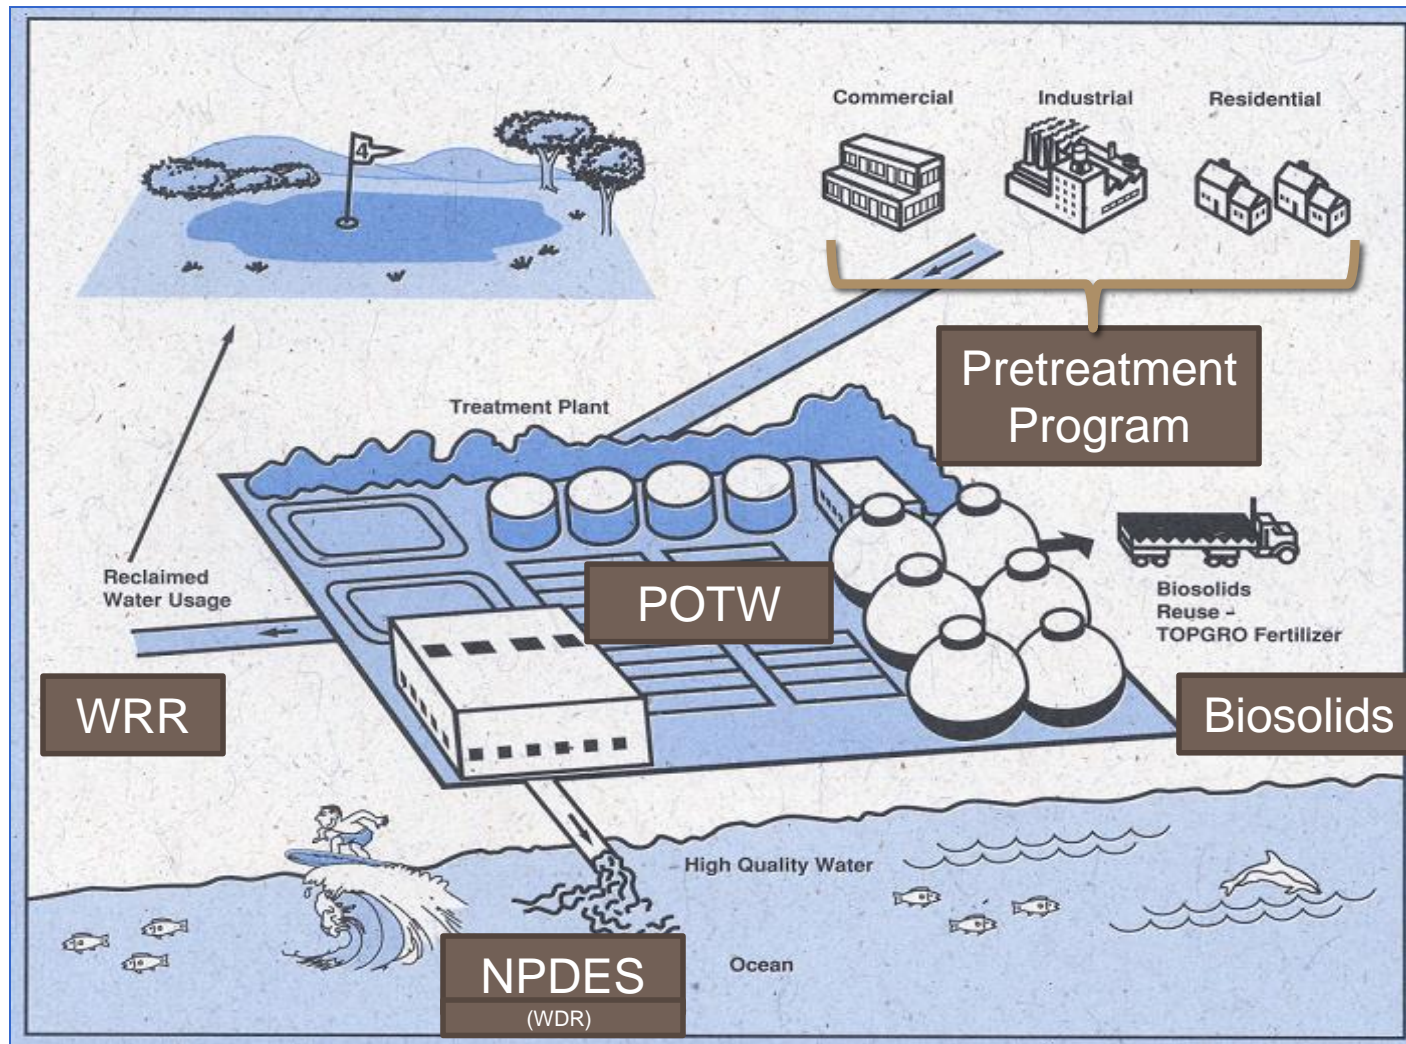 Commercial
Industrial
Residential
4
Pretreatment
Program
Treatment Plant
Reclaimed
Water Usage
POTW
Biosolids
Reuse –
TOPGRO Fertilizer
WRR
Biosolids
High Quality Water
Ocean
NPDES
(WDR)